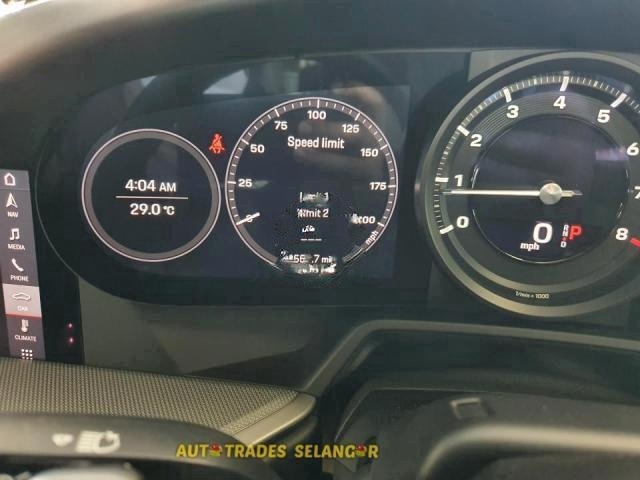 100
75
125
50
150
25
175
Speed limit
Limit 2
mph
4:04 AM
29.0 °C
NAV
MEDIA
PHONE
CAR
CLIMATE
4
3
5
2
6
1
7
0
8
0
mph
P
1/min × 1000
AUTOTRADES SELANGOR